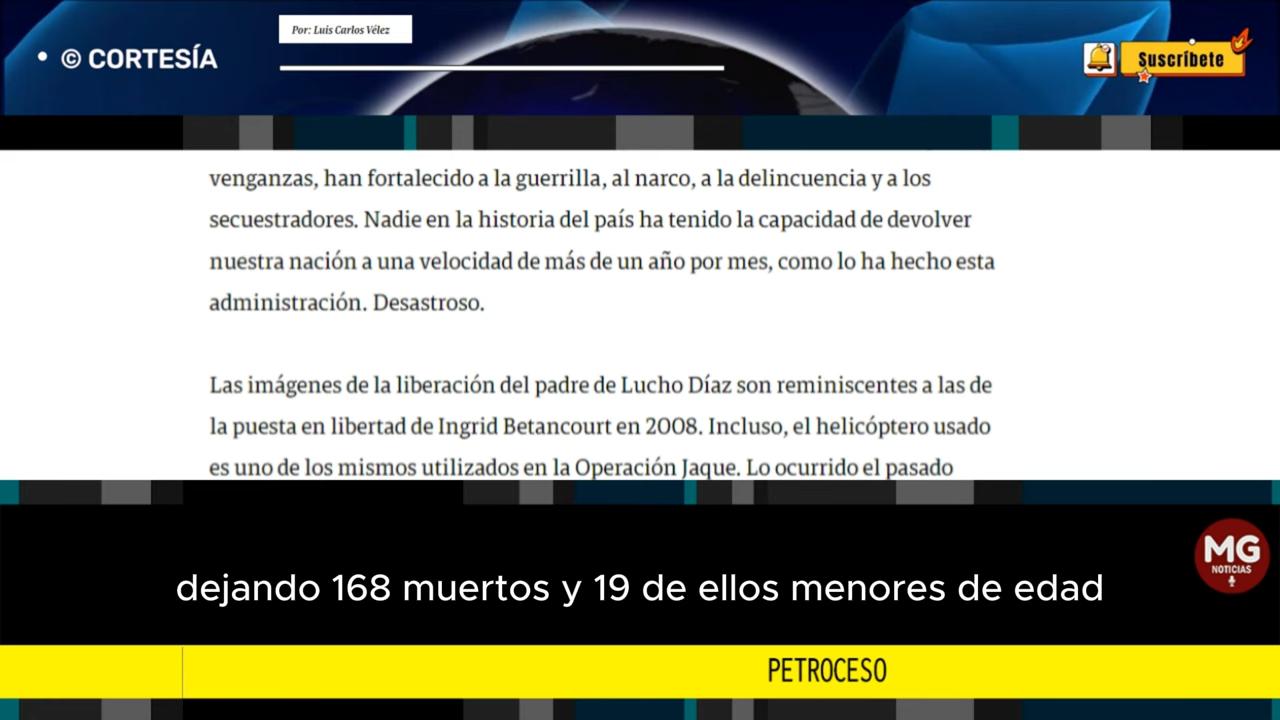 Por: Luis Carlos Vélez
• © CORTESÍA
Suscríbete
venganzas, han fortalecido a la guerrilla, al narco, a la delincuencia y a los
secuestradores. Nadie en la historia del país ha tenido la capacidad de devolver
nuestra nación a una velocidad de más de un año por mes, como lo ha hecho esta
administración. Desastroso.
Las imágenes de la liberación del padre de Lucho Díaz son reminiscentes a las de
la puesta en libertad de Ingrid Betancourt en 2008. Incluso, el helicóptero usado
es uno de los mismos utilizados en la Operación Jaque. Lo ocurrido el pasado
MG
NOTICIAS
dejando 168 muertos y 19 de ellos menores de edad
PETROCESO